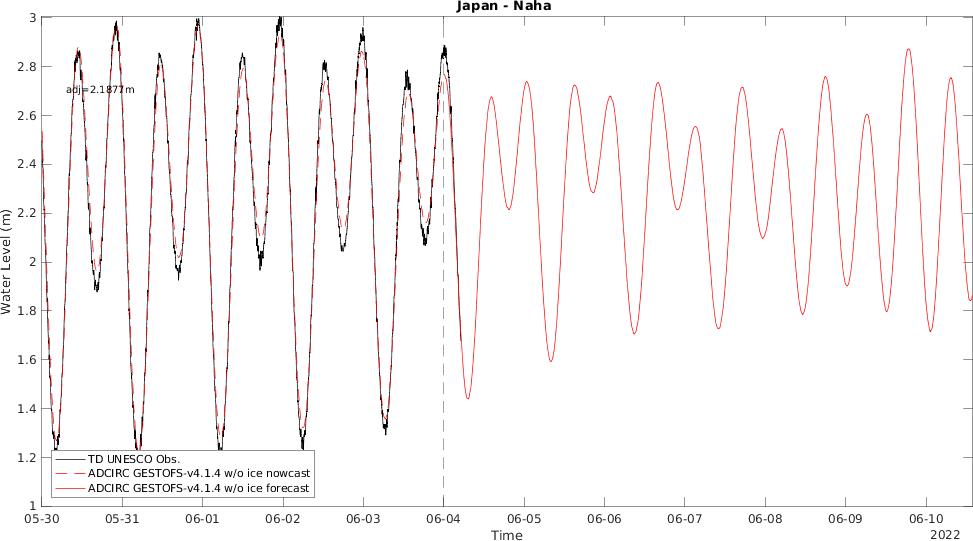 Japan - Naha
3
2.8
adj=2.1877m
2.6
2.4
2.2
2
1.8
1.6
1.4
1.2
1
Water Level (m)
TD UNESCO Obs.
ADCIRC GESTOFS-v4.1.4 w/o ice nowcast
ADCIRC GESTOFS-v4.1.4 w/o ice forecast
05-30 05-31 06-01 06-02 06-03 06-04 06-05 06-06 06-07 06-08 06-09 06-10
Time
2022